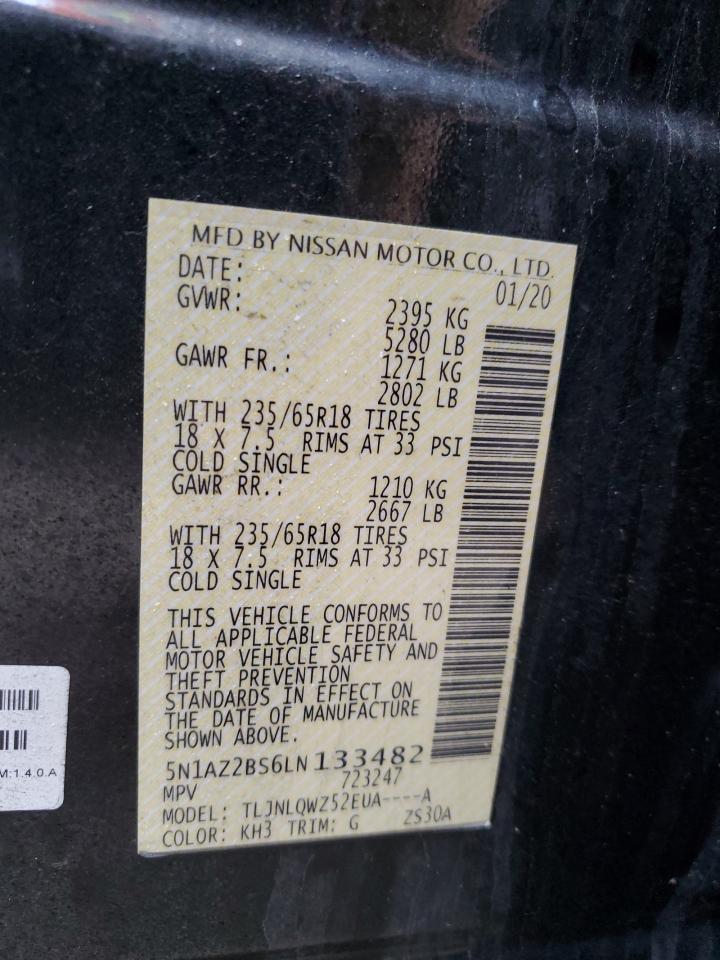 MFD BY NISSAN MOTOR CO., LTD.
DATE: 01/20
GVWR: 2395 KG
5280 LB
GAWR FR.: 1271 KG
2802 LB
WITH 235/65R18 TIRES
18 X 7.5 RIMS AT 33 PSI
COLD SINGLE
GAWR RR.: 1210 KG
2667 LB
WITH 235/65R18 TIRES
18 X 7.5 RIMS AT 33 PSI
COLD SINGLE
THIS VEHICLE CONFORMS TO
ALL APPLICABLE FEDERAL
MOTOR VEHICLE SAFETY AND
THEFT PREVENTION
STANDARDS IN EFFECT ON
THE DATE OF MANUFACTURE
SHOWN ABOVE.
5N1AZ2BS6LN133482
MPV 723247
MODEL: TLJNLQWZ52EUA----A
COLOR: KH3 TRIM: G ZS30A
M:1.4.0.A